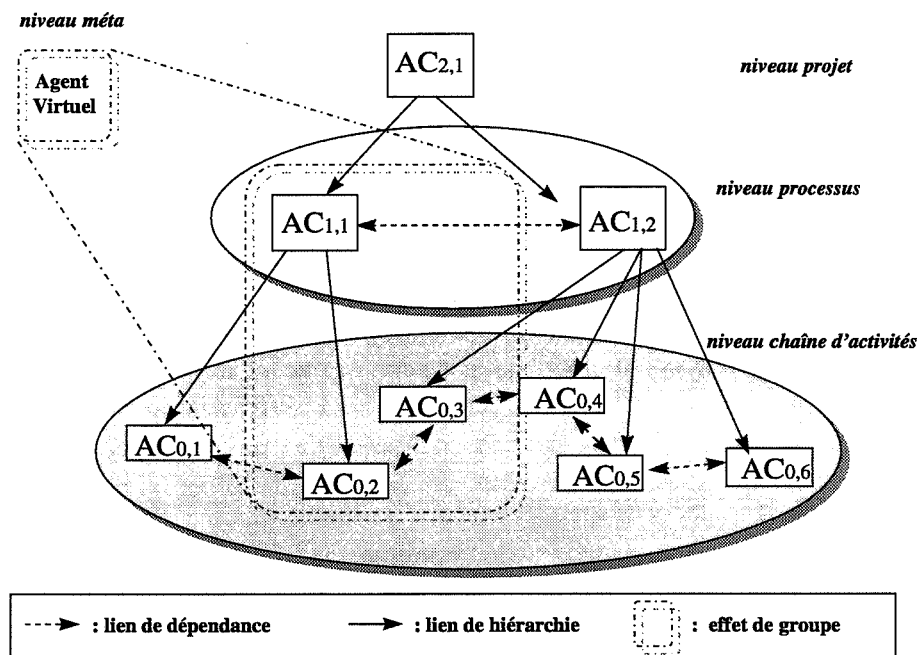 niveau méta
Agent
Virtuel
AC2,1
niveau projet
niveau processus
AC1,1
AC1,2
niveau chaîne d'activités
AC0,3
AC0,4
AC0,1
AC0,2
AC0,5
AC0,6
: lien de dépendance
: lien de hiérarchie
: effet de groupe